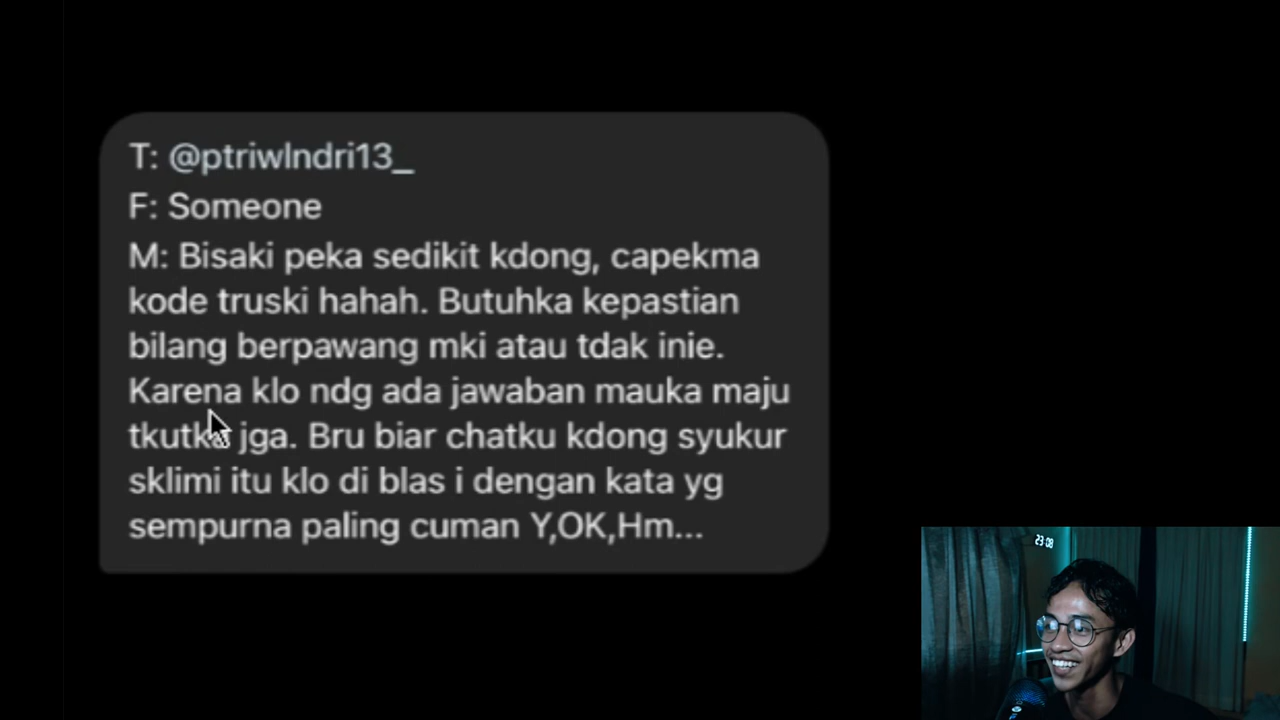 T: @ptriwlndri13_
F: Someone
M: Bisaki peka sedikit kdong, capekma
kode truski hahah. Butuhka kepastian
bilang berpawang mki atau tdak inie.
Karena klo ndg ada jawaban mauka maju
tkutka jga. Bru biar chatku kdong syukur
sklimi itu klo di blas i dengan kata yg
sempurna paling cuman Y,OK,Hm...
23:08